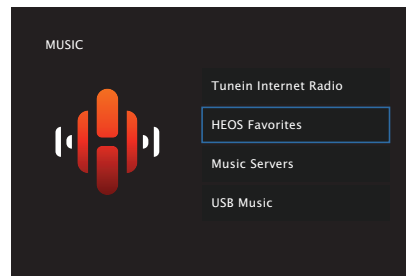 MUSIC
Tunein Internet Radio
HEOS Favorites
Music Servers
USB Music